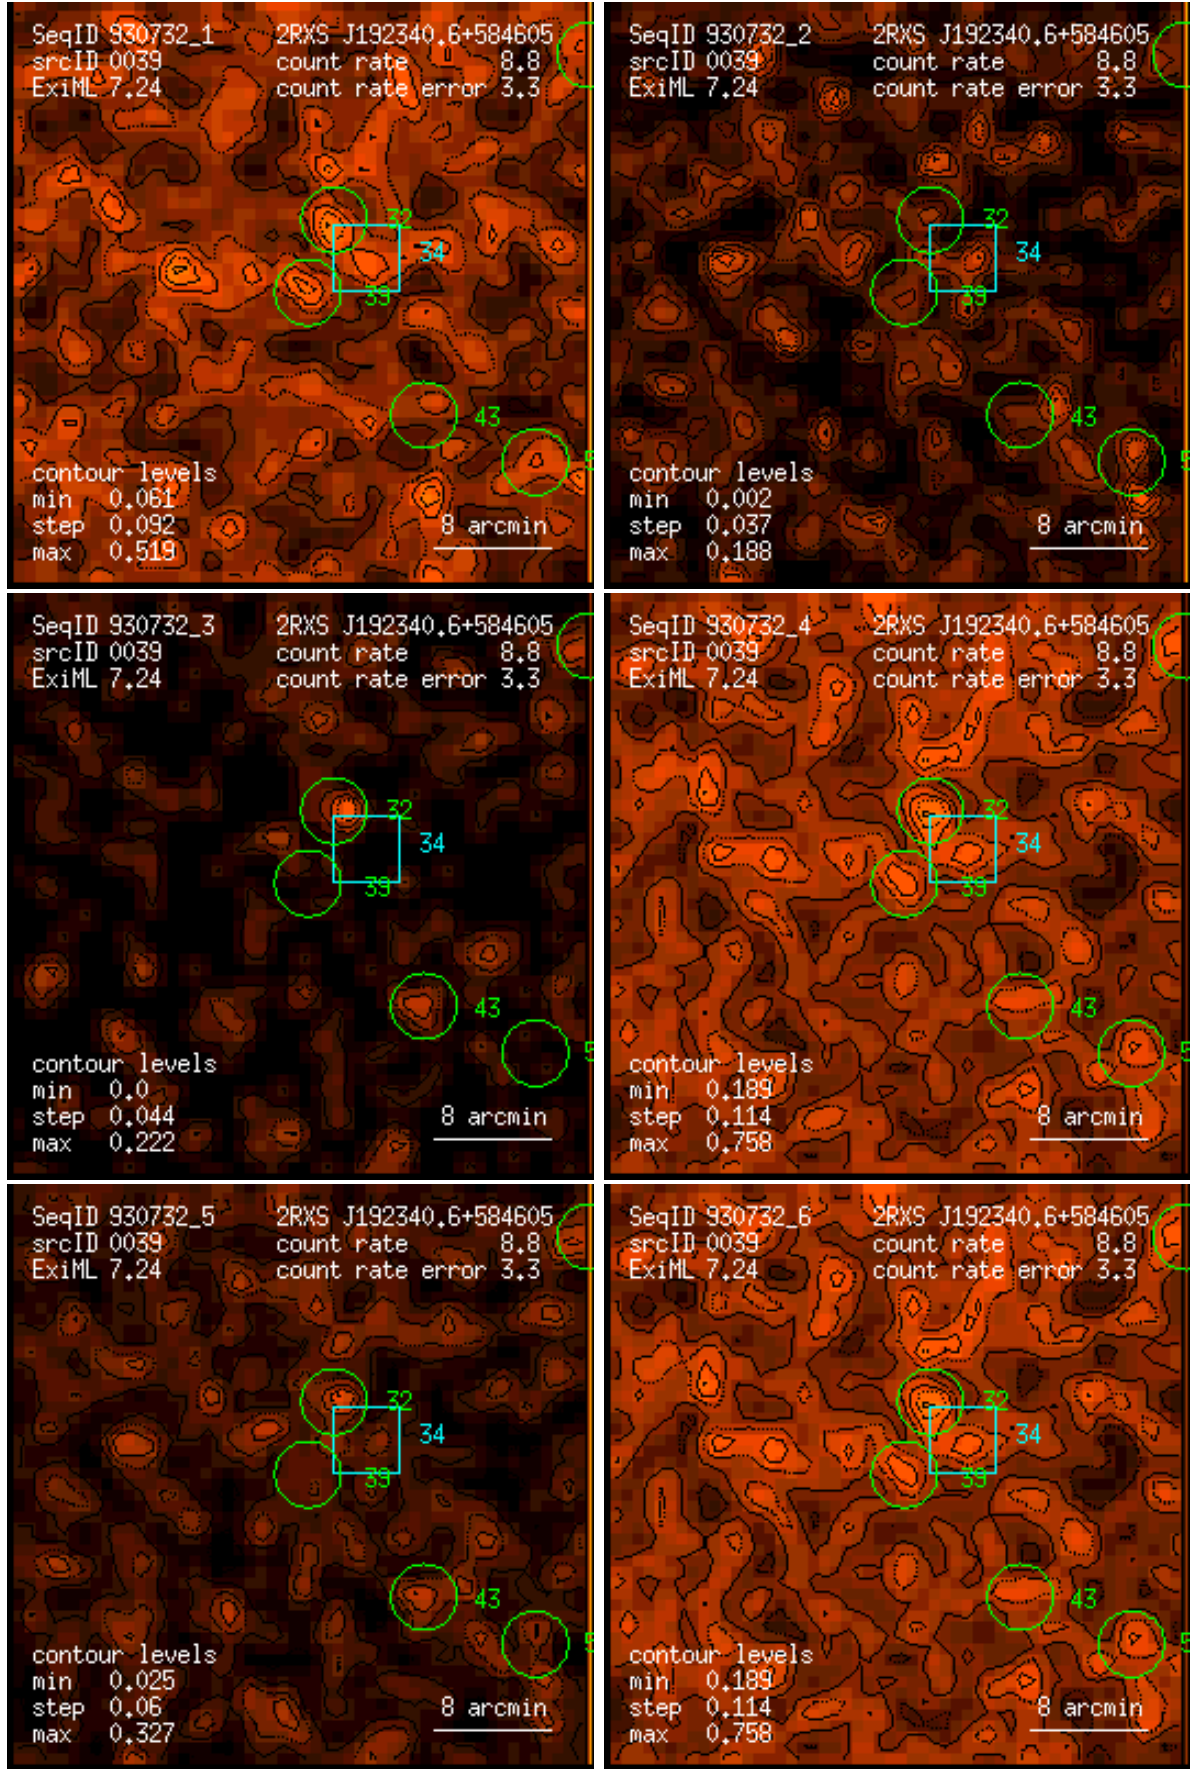 SeqID 930732_1 2RXS J192340.6+584605
srcID 0039 count rate 8.8
ExiML 7.24 count rate error 3.3
32
34
39
43
5
contour levels
min 0.061
step 0.092 8 arcmin
max 0.519
SeqID 930732_2 2RXS J192340.6+584605
srcID 0039 count rate 8.8
ExiML 7.24 count rate error 3.3
32
34
39
43
5
contour levels
min 0.002
step 0.037 8 arcmin
max 0.188
SeqID 930732_3 2RXS J192340.6+584605
srcID 0039 count rate 8.8
ExiML 7.24 count rate error 3.3
32
34
39
43
5
contour levels
min 0.0
step 0.044 8 arcmin
max 0.222
SeqID 930732_4 2RXS J192340.6+584605
srcID 0039 count rate 8.8
ExiML 7.24 count rate error 3.3
32
34
39
43
5
contour levels
min 0.189
step 0.114 8 arcmin
max 0.758
SeqID 930732_5 2RXS J192340.6+584605
srcID 0039 count rate 8.8
ExiML 7.24 count rate error 3.3
32
34
39
43
5
contour levels
min 0.025
step 0.06 8 arcmin
max 0.327
SeqID 930732_6 2RXS J192340.6+584605
srcID 0039 count rate 8.8
ExiML 7.24 count rate error 3.3
32
34
39
43
5
contour levels
min 0.189
step 0.114 8 arcmin
max 0.758